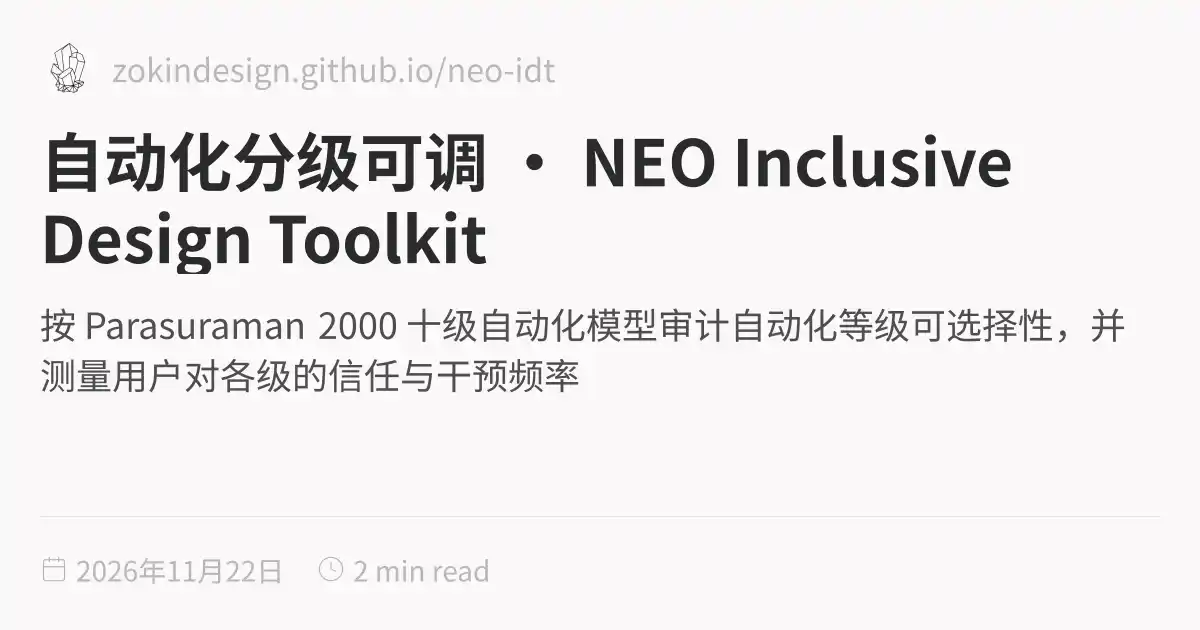 zokindesign.github.io/neo-idt
自动化分级可调 · NEO Inclusive
Design Toolkit
按 Parasuraman 2000 十级自动化模型审计自动化等级可选择性，并
测量用户对各级的信任与干预频率
2026年11月22日 2 min read